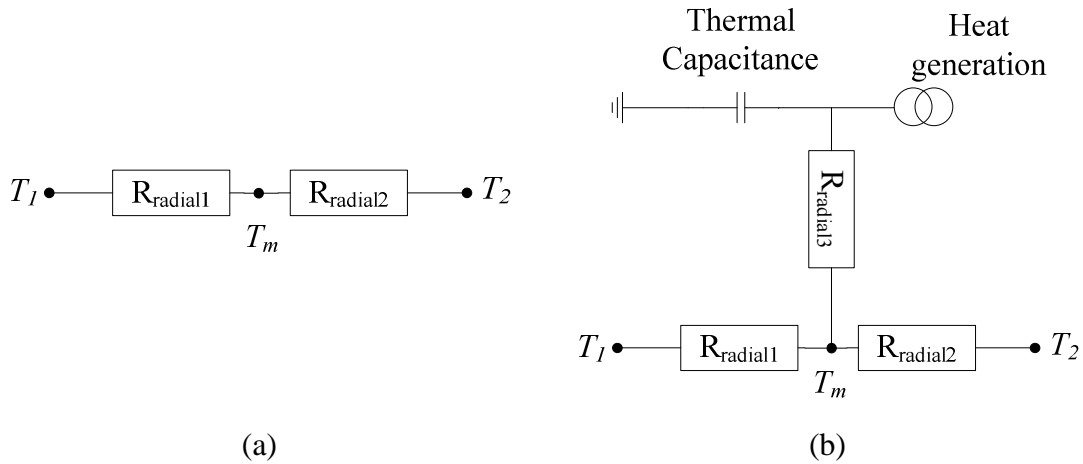 Thermal
Capacitance
Heat
generation
T1
Rradial1
Tm
Rradial2
T2
Rradial3
T1
Rradial1
Tm
Rradial2
T2
(a)
(b)